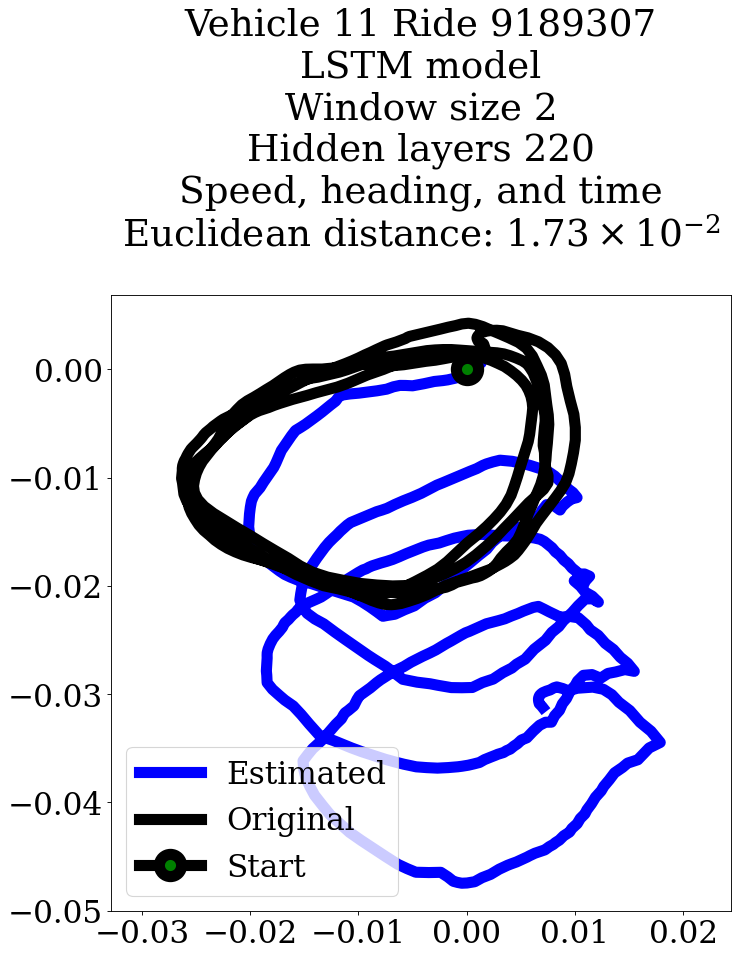 Vehicle 11 Ride 9189307
LSTM model
Window size 2
Hidden layers 220
Speed, heading, and time
Euclidean distance: 1.73 × 10⁻²
0.00
−0.01
−0.02
−0.03
−0.04
−0.05
Estimated
Original
Start
−0.03 −0.02 −0.01 0.00 0.01 0.02